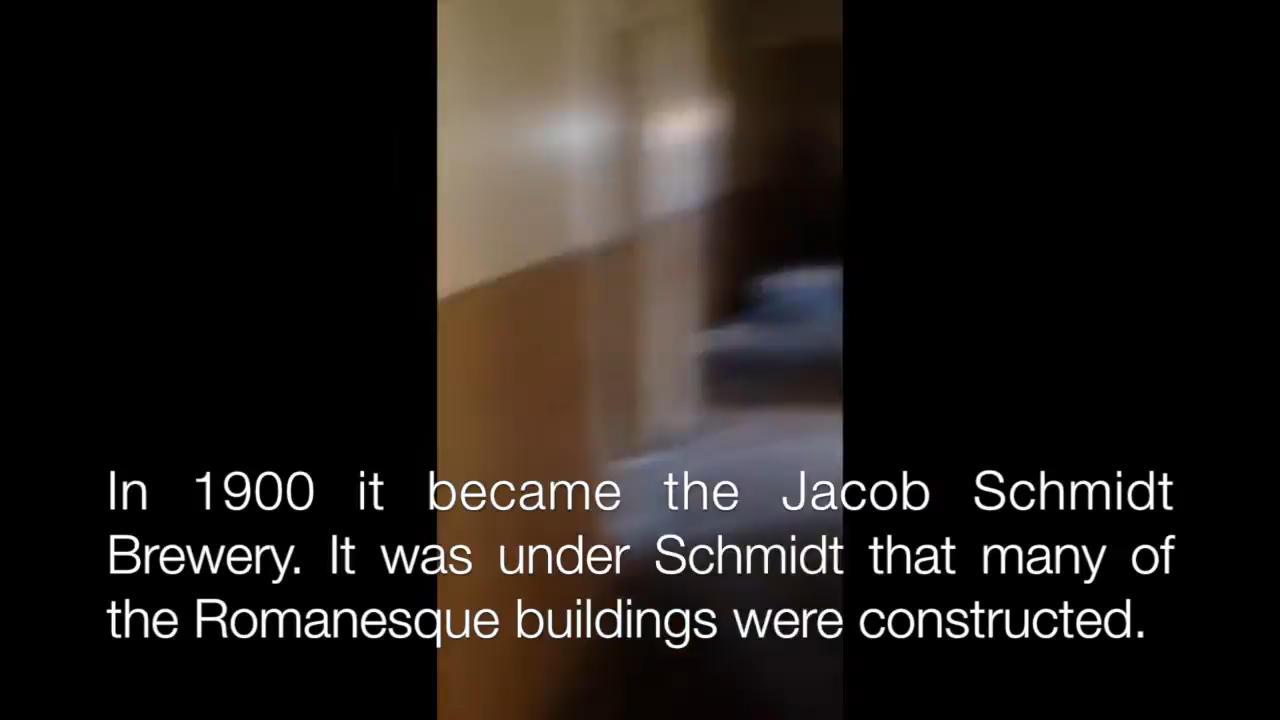 In 1900 it became the Jacob Schmidt
Brewery. It was under Schmidt that many of
the Romanesque buildings were constructed.